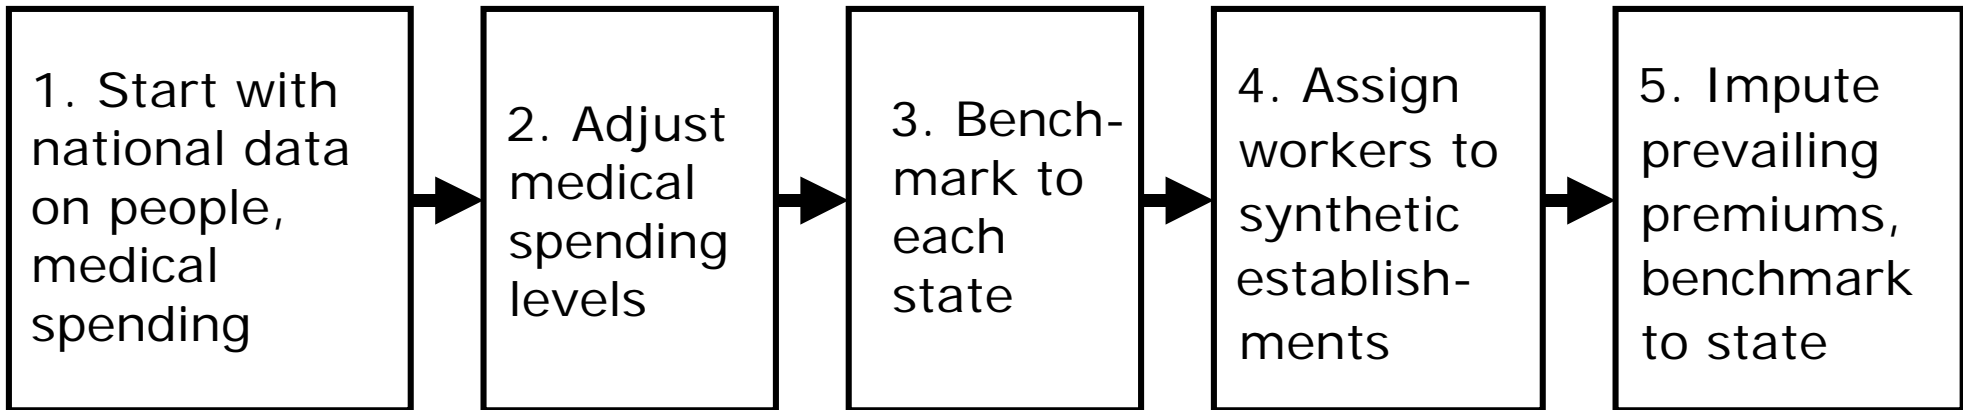 1. Start with
national data
on people,
medical
spending
2. Adjust
medical
spending
levels
3. Bench-
mark to
each
state
4. Assign
workers to
synthetic
establish-
ments
5. Impute
prevailing
premiums,
benchmark
to state